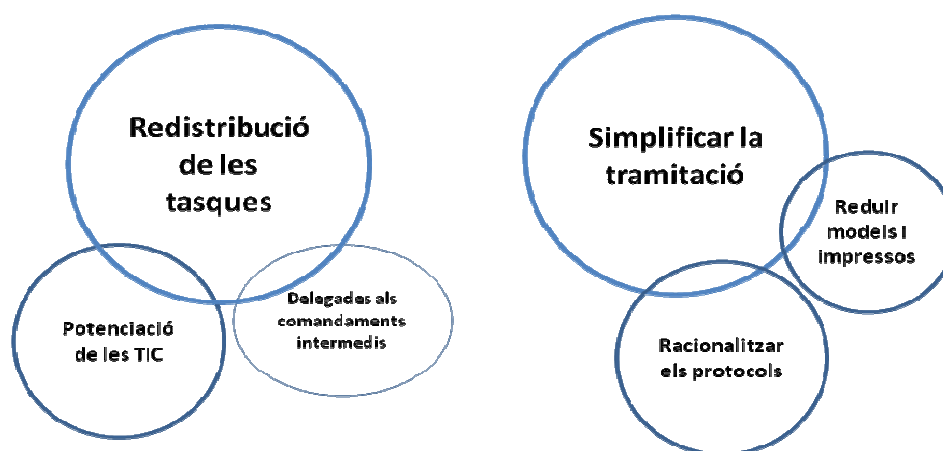 Redistribució
de les
tasques
Potenciació
de les TIC
Delegades als
comandaments
intermedis
Simplificar la
tramitació
Reduir
models i
impressos
Racionalitzar
els protocols